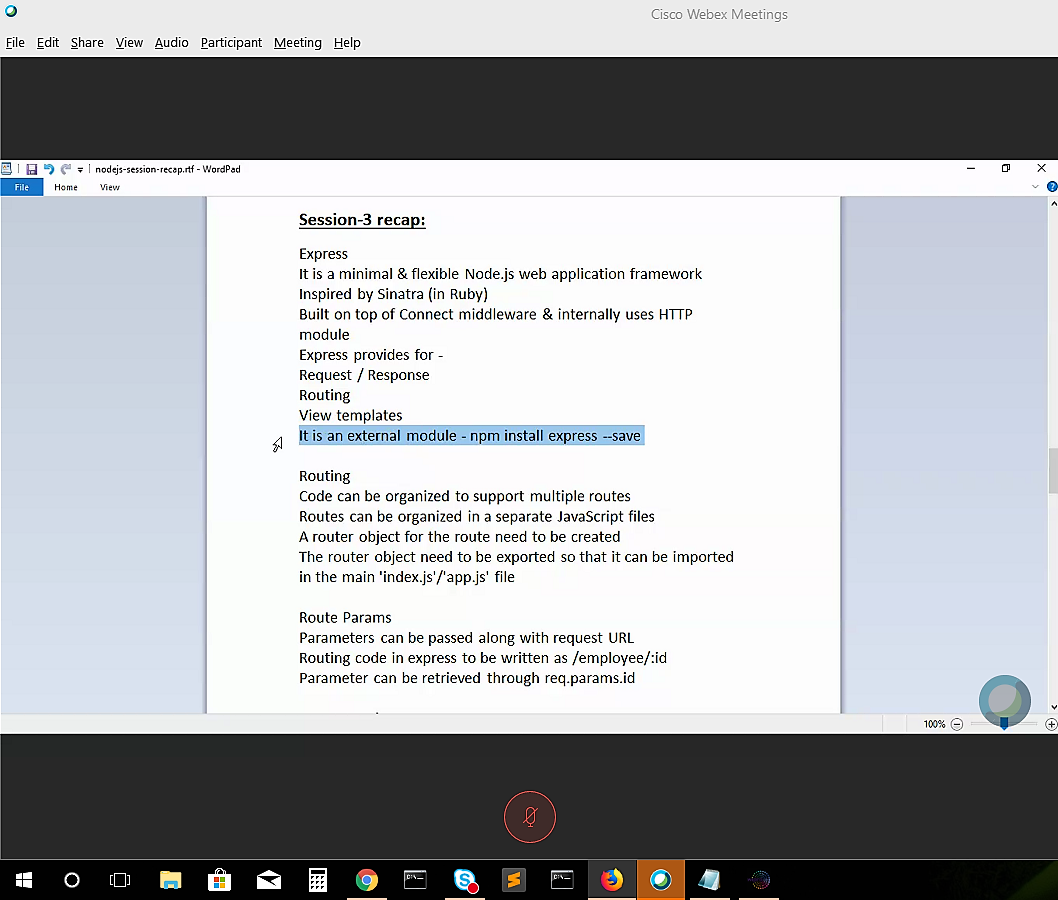 Cisco Webex Meetings
File Edit Share View Audio Participant Meeting Help
nodejs-session-recap.rtf - WordPad
File Home View
Session-3 recap:
Express
It is a minimal & flexible Node.js web application framework
Inspired by Sinatra (in Ruby)
Built on top of Connect middleware & internally uses HTTP
module
Express provides for -
Request / Response
Routing
View templates
It is an external module - npm install express --save
Routing
Code can be organized to support multiple routes
Routes can be organized in a separate JavaScript files
A router object for the route need to be created
The router object need to be exported so that it can be imported
in the main 'index.js'/'app.js' file
Route Params
Parameters can be passed along with request URL
Routing code in express to be written as /employee/:id
Parameter can be retrieved through req.params.id
100%